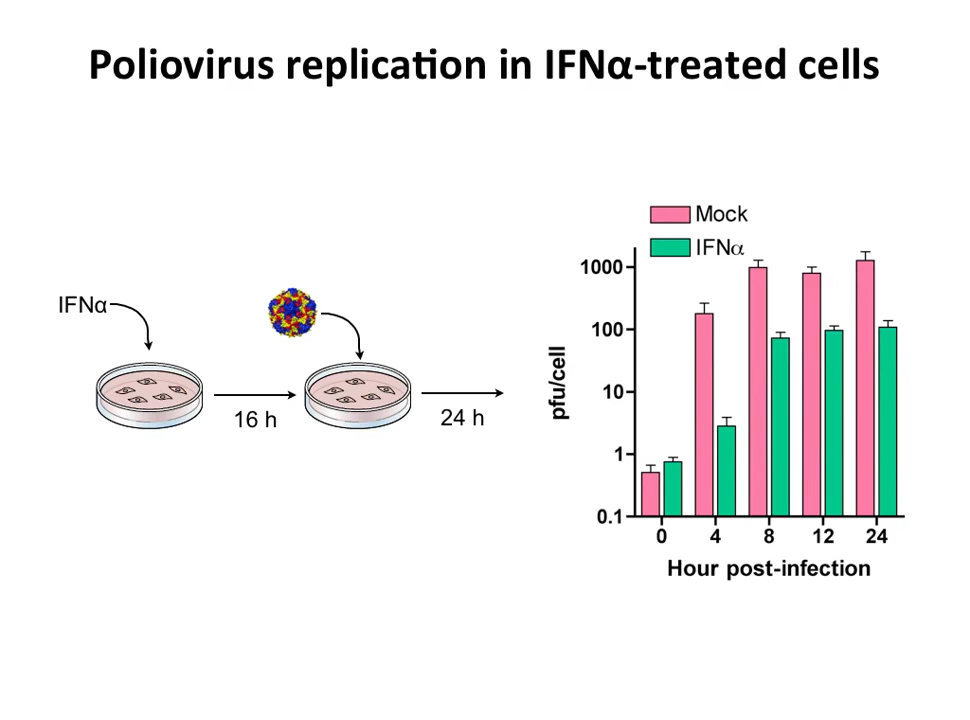 Poliovirus replication in IFNα-treated cells
IFNα
16 h
24 h
Mock
IFNα
1000
100
10
1
0.1
pfu/cell
0 4 8 12 24
Hour post-infection